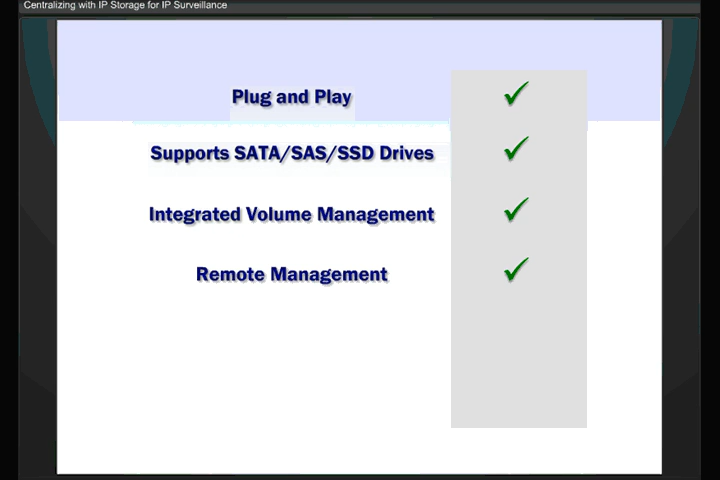 Centralizing with IP Storage for IP Surveillance
Plug and Play
Supports SATA/SAS/SSD Drives
Integrated Volume Management
Remote Management